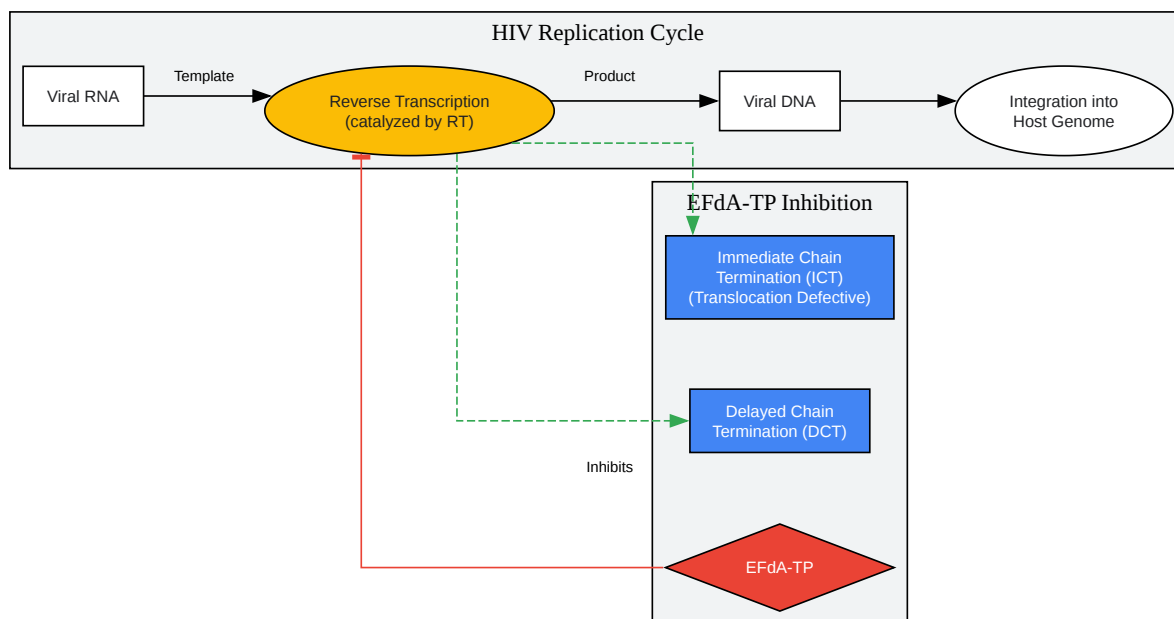 HIV Replication Cycle
Viral RNA
Template
Reverse Transcription
(catalyzed by RT)
Product
Viral DNA
Integration into
Host Genome
EFdA-TP Inhibition
Immediate Chain
Termination (ICT)
(Translocation Defective)
Delayed Chain
Termination (DCT)
Inhibits
EFdA-TP